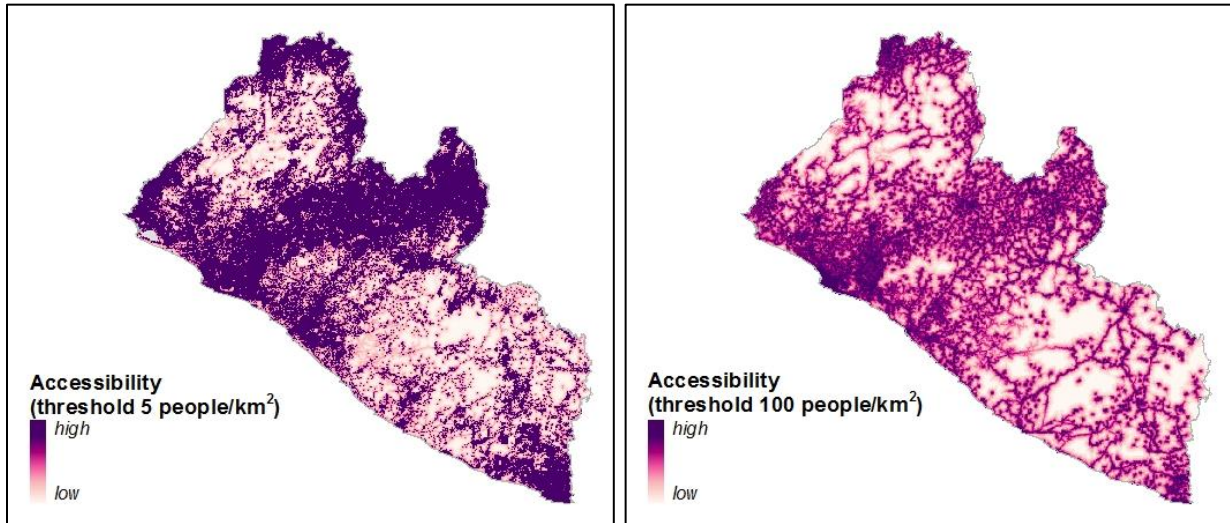 Accessibility
(threshold 5 people/km²)
high
low
Accessibility
(threshold 100 people/km²)
high
low